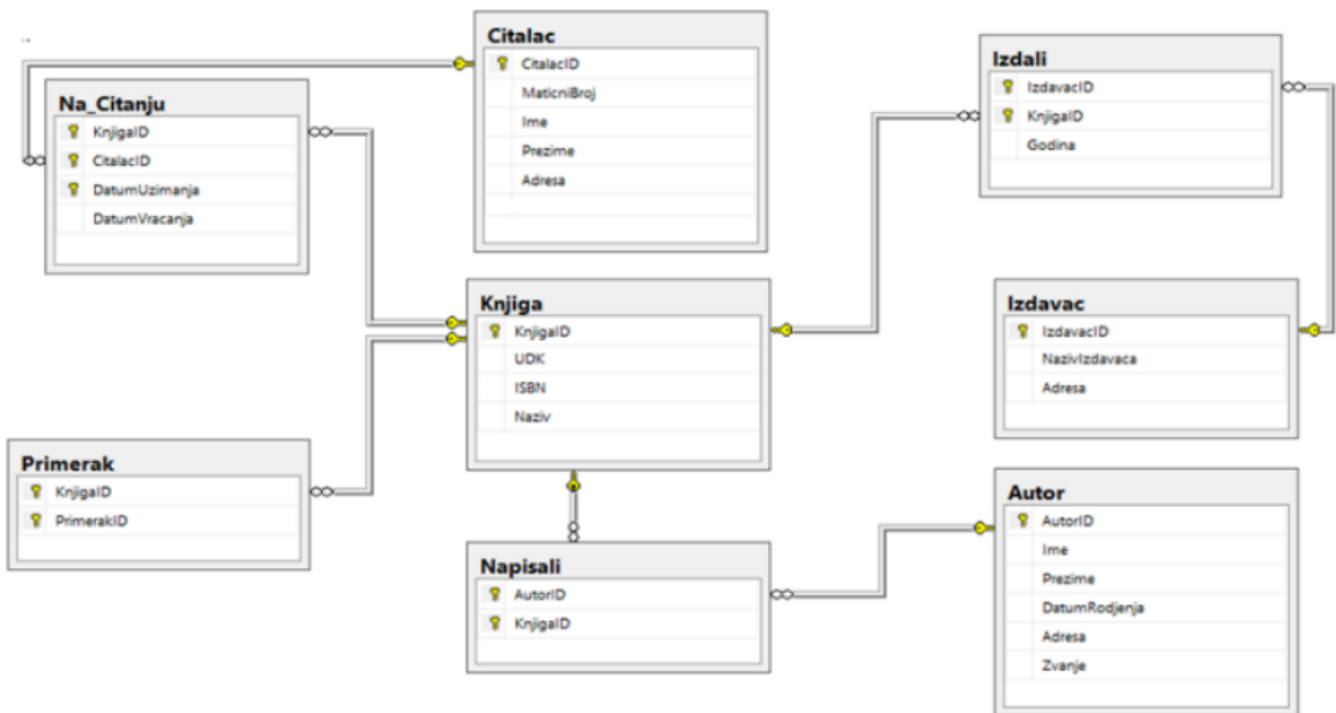 Citalac
CitalacID
MaticniBroj
Ime
Prezime
Adresa
Izdali
IzdavacID
KnjigaID
Godina
Na_Citanju
KnjigaID
CitalacID
DatumUzimanja
DatumVracanja
Knjiga
KnjigaID
UDK
ISBN
Naziv
Izdavac
IzdavacID
NazivIzdavaca
Adresa
Primerak
KnjigaID
PrimerakID
Napisali
AutorID
KnjigaID
Autor
AutorID
Ime
Prezime
DatumRodjenja
Adresa
Zvanje